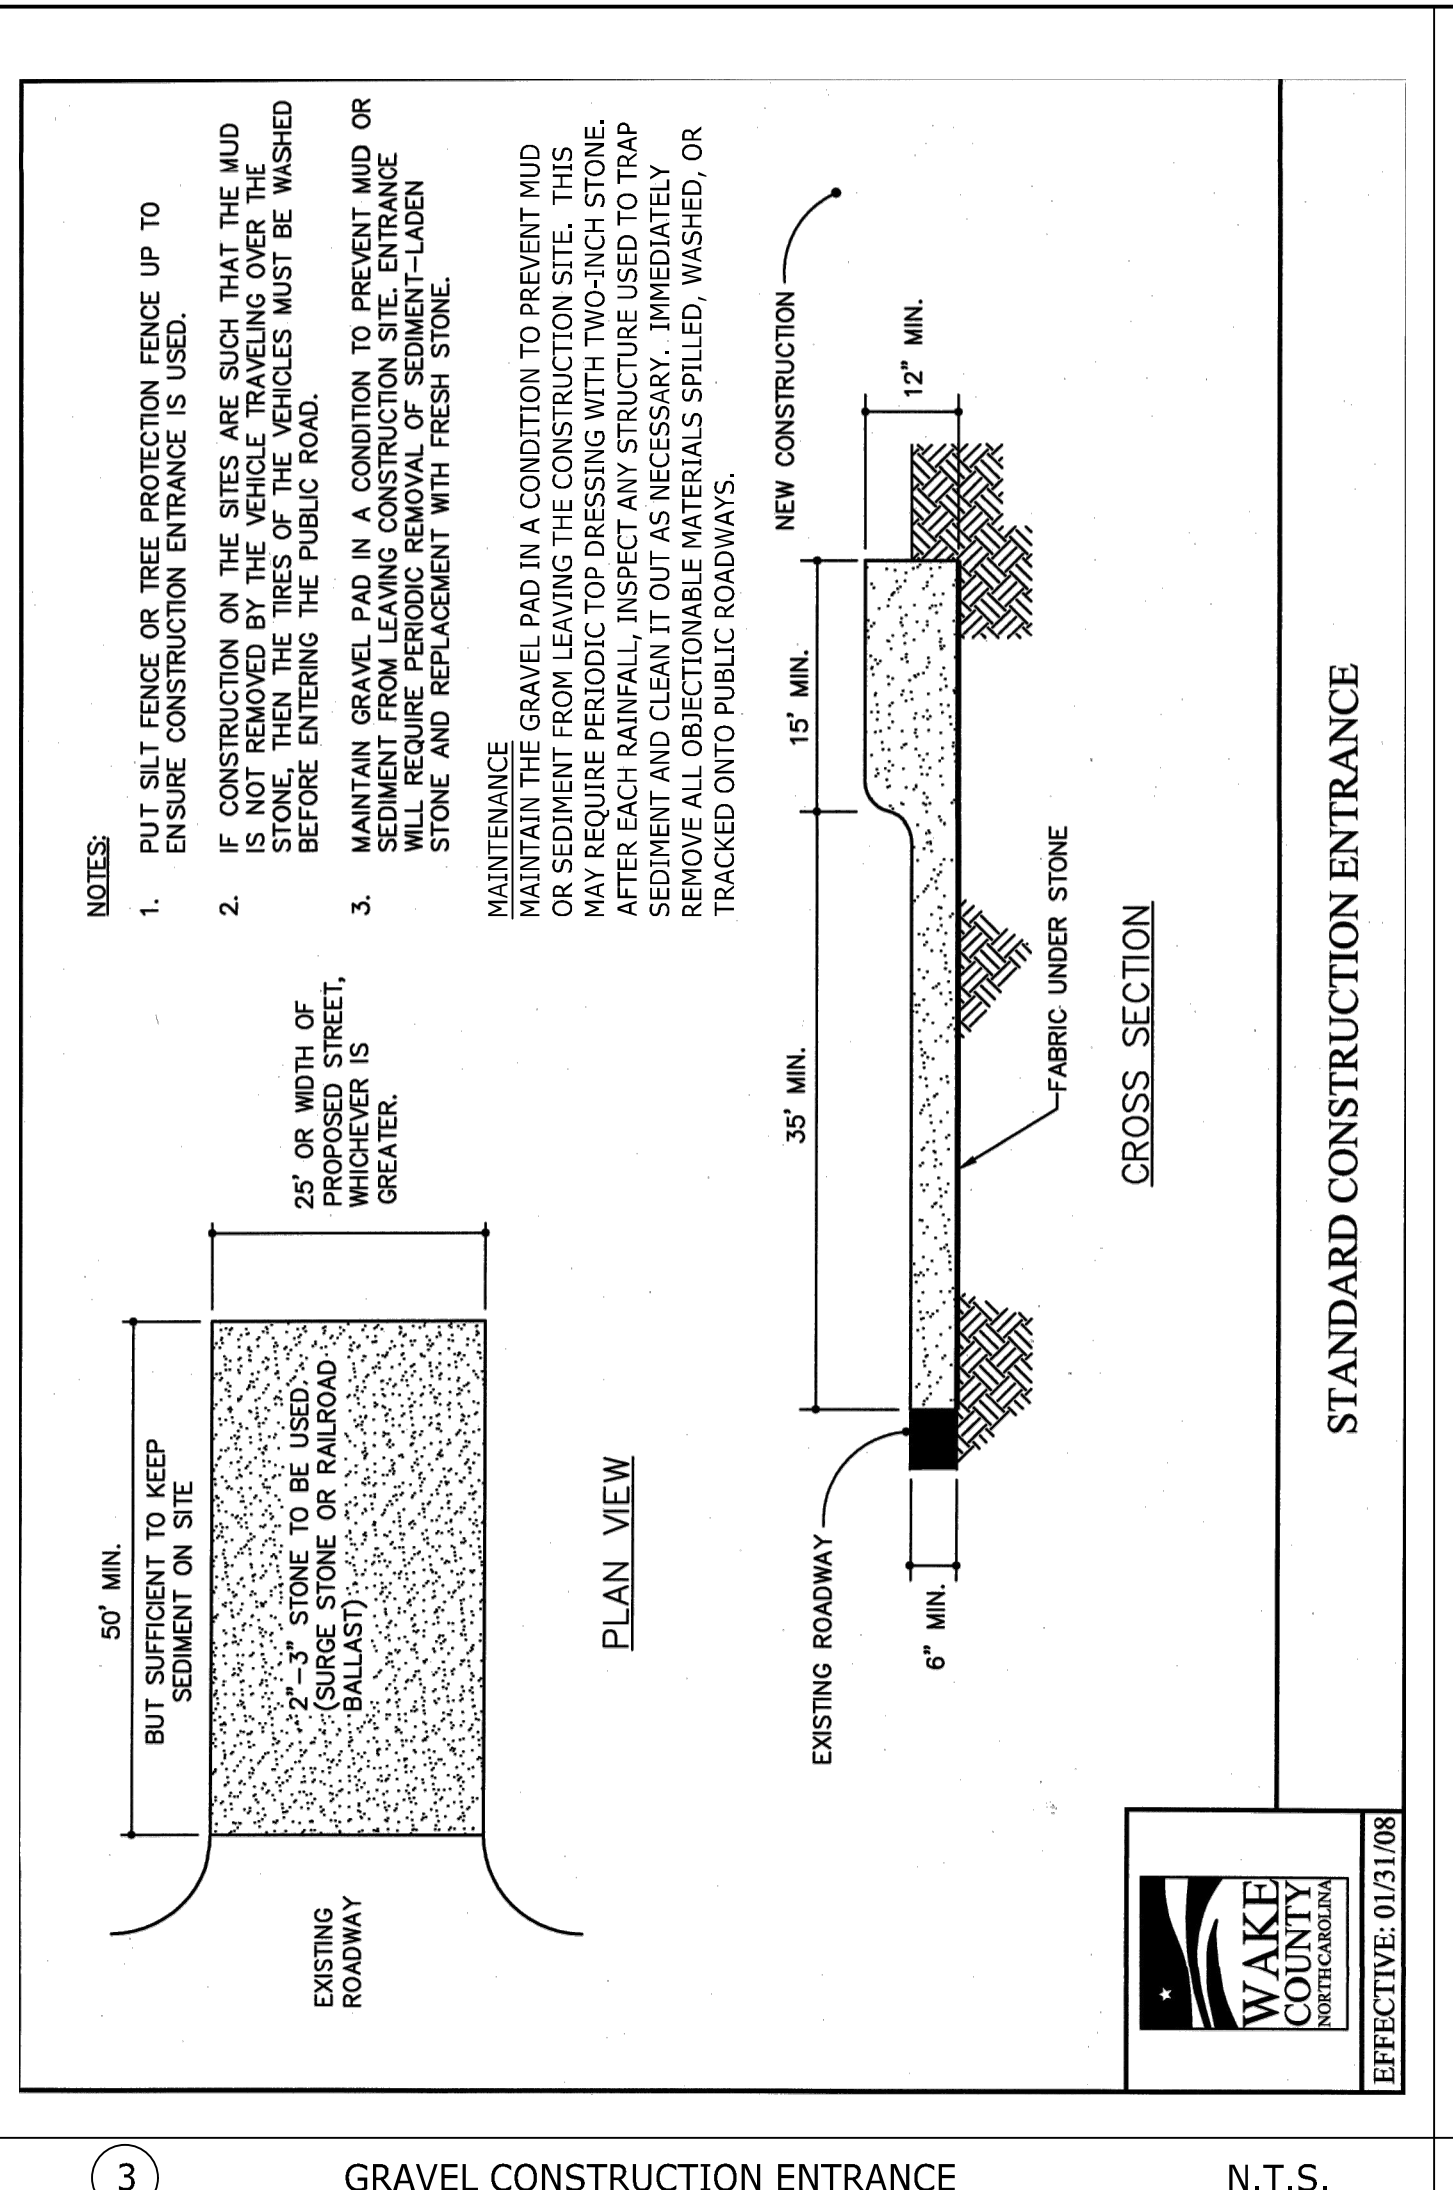 NOTES:
1. PUT SILT FENCE OR TREE PROTECTION FENCE UP TO
ENSURE CONSTRUCTION ENTRANCE IS USED.
2. IF CONSTRUCTION ON THE SITES ARE SUCH THAT THE MUD
IS NOT REMOVED BY THE VEHICLE TRAVELING OVER THE
STONE, THEN THE TIRES OF THE VEHICLES MUST BE WASHED
BEFORE ENTERING THE PUBLIC ROAD.
3. MAINTAIN GRAVEL PAD IN A CONDITION TO PREVENT MUD OR
SEDIMENT FROM LEAVING CONSTRUCTION SITE. ENTRANCE
WILL REQUIRE PERIODIC REMOVAL OF SEDIMENT-LADEN
STONE AND REPLACEMENT WITH FRESH STONE.
MAINTENANCE
MAINTAIN THE GRAVEL PAD IN A CONDITION TO PREVENT MUD
OR SEDIMENT FROM LEAVING THE CONSTRUCTION SITE. THIS
MAY REQUIRE PERIODIC TOP DRESSING WITH TWO-INCH STONE.
AFTER EACH RAINFALL, INSPECT ANY STRUCTURE USED TO TRAP
SEDIMENT AND CLEAN IT OUT AS NECESSARY. IMMEDIATELY
REMOVE ALL OBJECTIONABLE MATERIALS SPILLED, WASHED, OR
TRACKED ONTO PUBLIC ROADWAYS.
50' MIN.
BUT SUFFICIENT TO KEEP
SEDIMENT ON SITE
2"-3" STONE TO BE USED
(SURGE STONE OR RAILROAD
BALLAST)
25' OR WIDTH OF
PROPOSED STREET,
WHICHEVER IS
GREATER.
EXISTING
ROADWAY
PLAN VIEW
NEW CONSTRUCTION
15' MIN.
35' MIN.
12" MIN.
EXISTING ROADWAY
6" MIN.
FABRIC UNDER STONE
CROSS SECTION
STANDARD CONSTRUCTION ENTRANCE
WAKE
COUNTY
NORTH CAROLINA
EFFECTIVE: 01/31/08
3
GRAVEL CONSTRUCTION ENTRANCE
N.T.S.